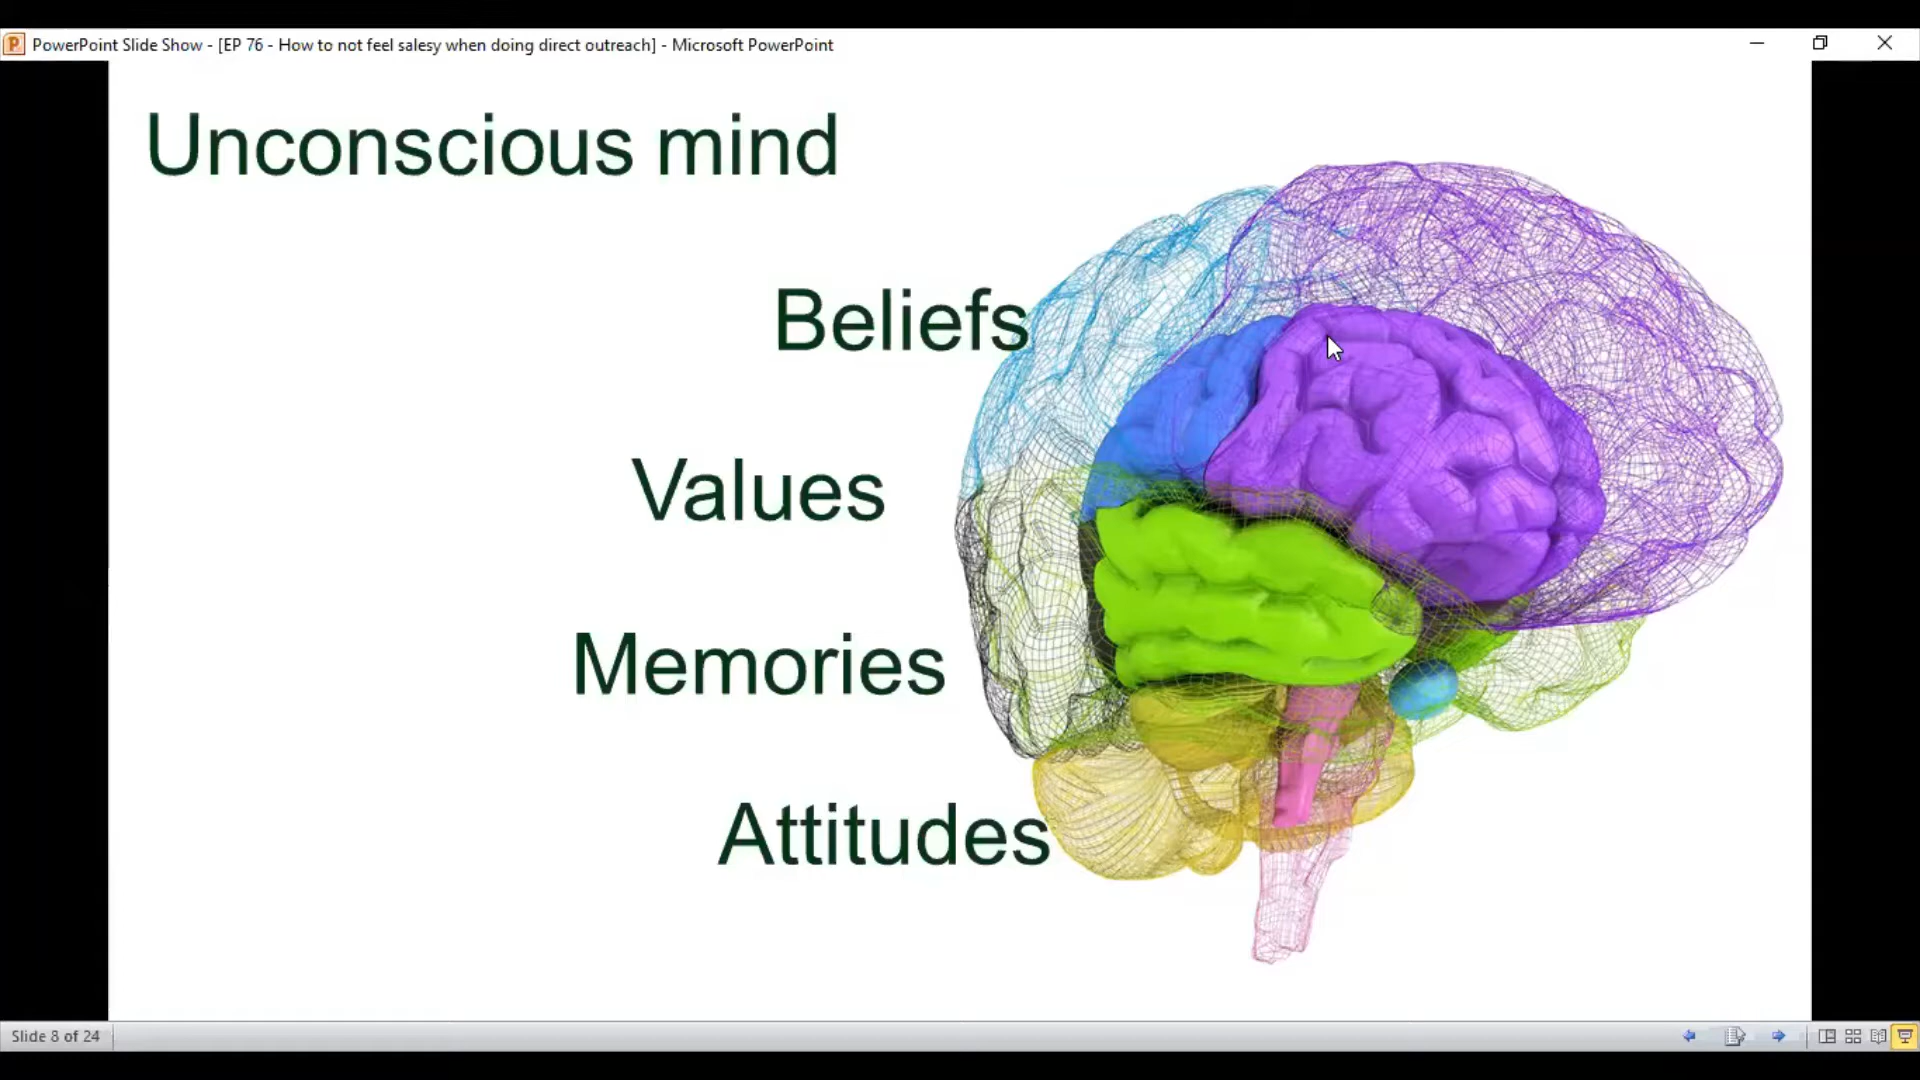 PowerPoint Slide Show - [EP 76 - How to not feel salesy when doing direct outreach] - Microsoft PowerPoint
Unconscious mind
Beliefs
Values
Memories
Attitudes
Slide 8 of 24